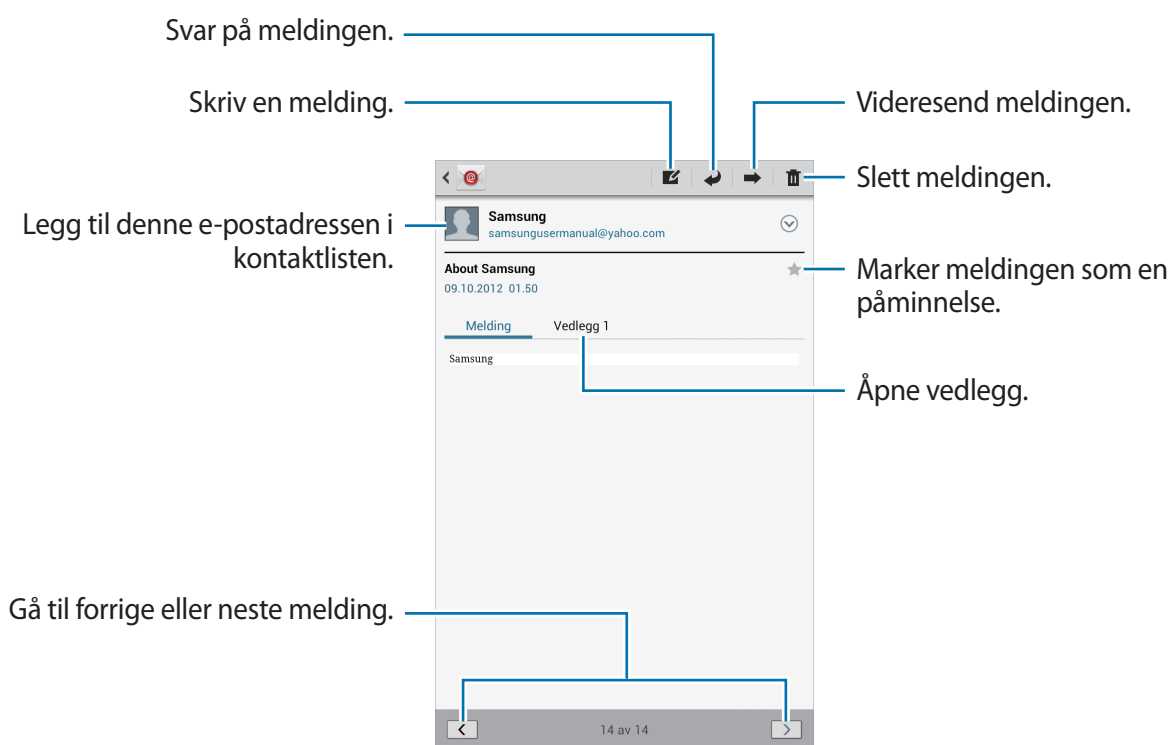 Svar på meldingen.
Skriv en melding.
Videresend meldingen.
Slett meldingen.
Legg til denne e-postadressen i
kontaktlisten.
Samsung
samsungusermanual@yahoo.com
About Samsung
09.10.2012 01.50
Marker meldingen som en
påminnelse.
Melding Vedlegg 1
Samsung
Åpne vedlegg.
Gå til forrige eller neste melding.
14 av 14